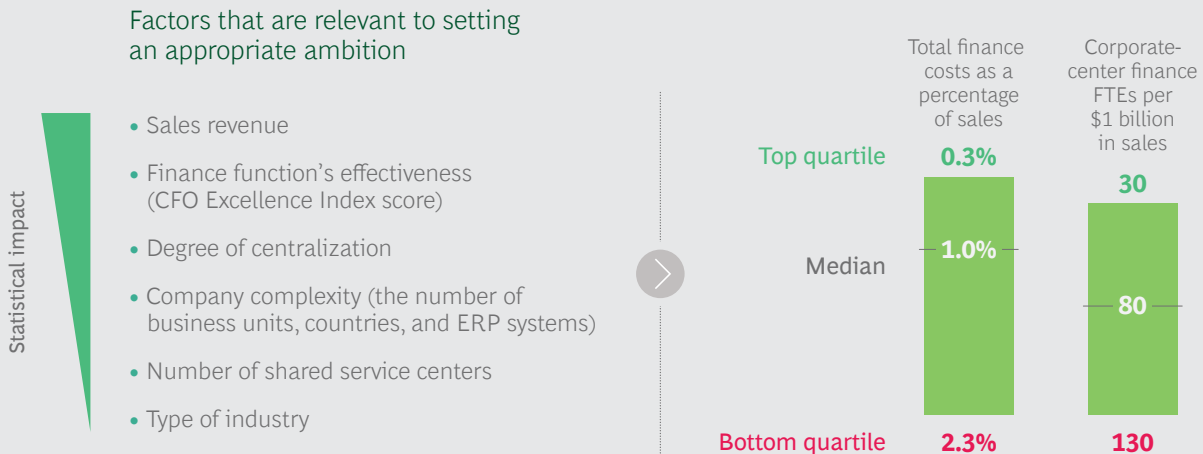 Factors that are relevant to setting
an appropriate ambition
Statistical impact
• Sales revenue
• Finance function's effectiveness
(CFO Excellence Index score)
• Degree of centralization
• Company complexity (the number of
business units, countries, and ERP systems)
• Number of shared service centers
• Type of industry
Total finance
costs as a
percentage
of sales
Corporate-
center finance
FTEs per
$1 billion
in sales
Top quartile
0.3%
30
Median
1.0%
80
Bottom quartile
2.3%
130